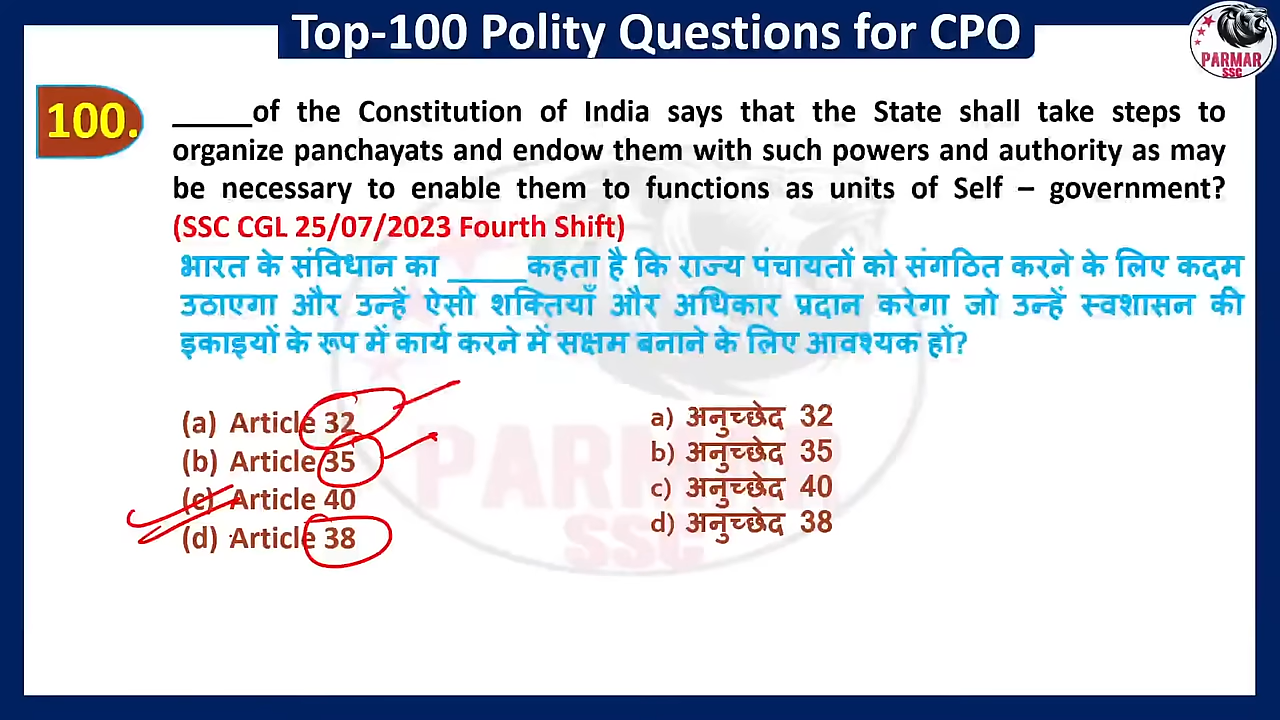 Top-100 Polity Questions for CPO
PARMAR
SSC
100.
_____of the Constitution of India says that the State shall take steps to
organize panchayats and endow them with such powers and authority as may
be necessary to enable them to functions as units of Self – government?
(SSC CGL 25/07/2023 Fourth Shift)
भारत के संविधान का _____कहता है कि राज्य पंचायतों को संगठित करने के लिए कदम
उठाएगा और उन्हें ऐसी शक्तियाँ और अधिकार प्रदान करेगा जो उन्हें स्वशासन की
इकाइयों के रूप में कार्य करने में सक्षम बनाने के लिए आवश्यक हों?
(a) Article 32
(b) Article 35
(c) Article 40
(d) Article 38
a) अनुच्छेद 32
b) अनुच्छेद 35
c) अनुच्छेद 40
d) अनुच्छेद 38
PARMAR
SSC